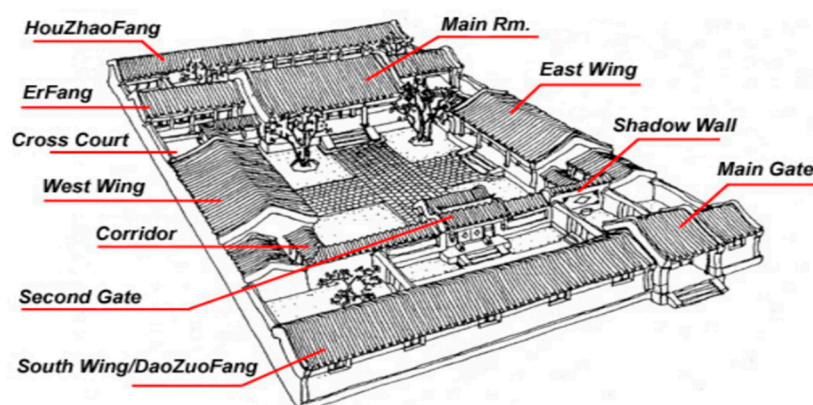 HouZhaoFang
Main Rm.
ErFang
East Wing
Cross Court
Shadow Wall
West Wing
Main Gate
Corridor
Second Gate
South Wing/DaoZuoFang